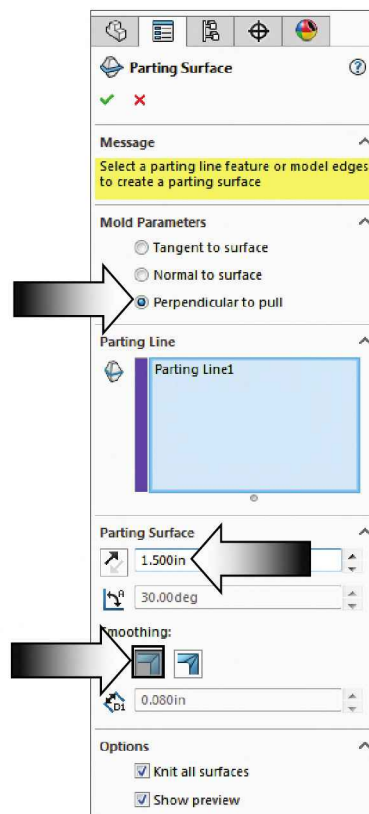 Parting Surface
Message
Select a parting line feature or model edges
to create a parting surface
Mold Parameters
Tangent to surface
Normal to surface
Perpendicular to pull
Parting Line
Parting Line1
Parting Surface
1.500in
30.00deg
Smoothing:
D1 0.080in
Options
Knit all surfaces
Show preview